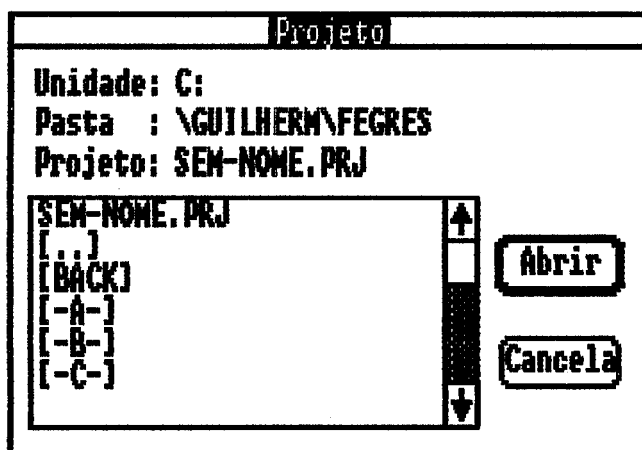 Projeto
Unidade: C:
Pasta  : \GUILHERM\FEGRES
Projeto: SEM-NOME.PRJ
SEM-NOME.PRJ
[..]
[BACK]
[-A-]
[-B-]
[-C-]
Abrir
Cancela